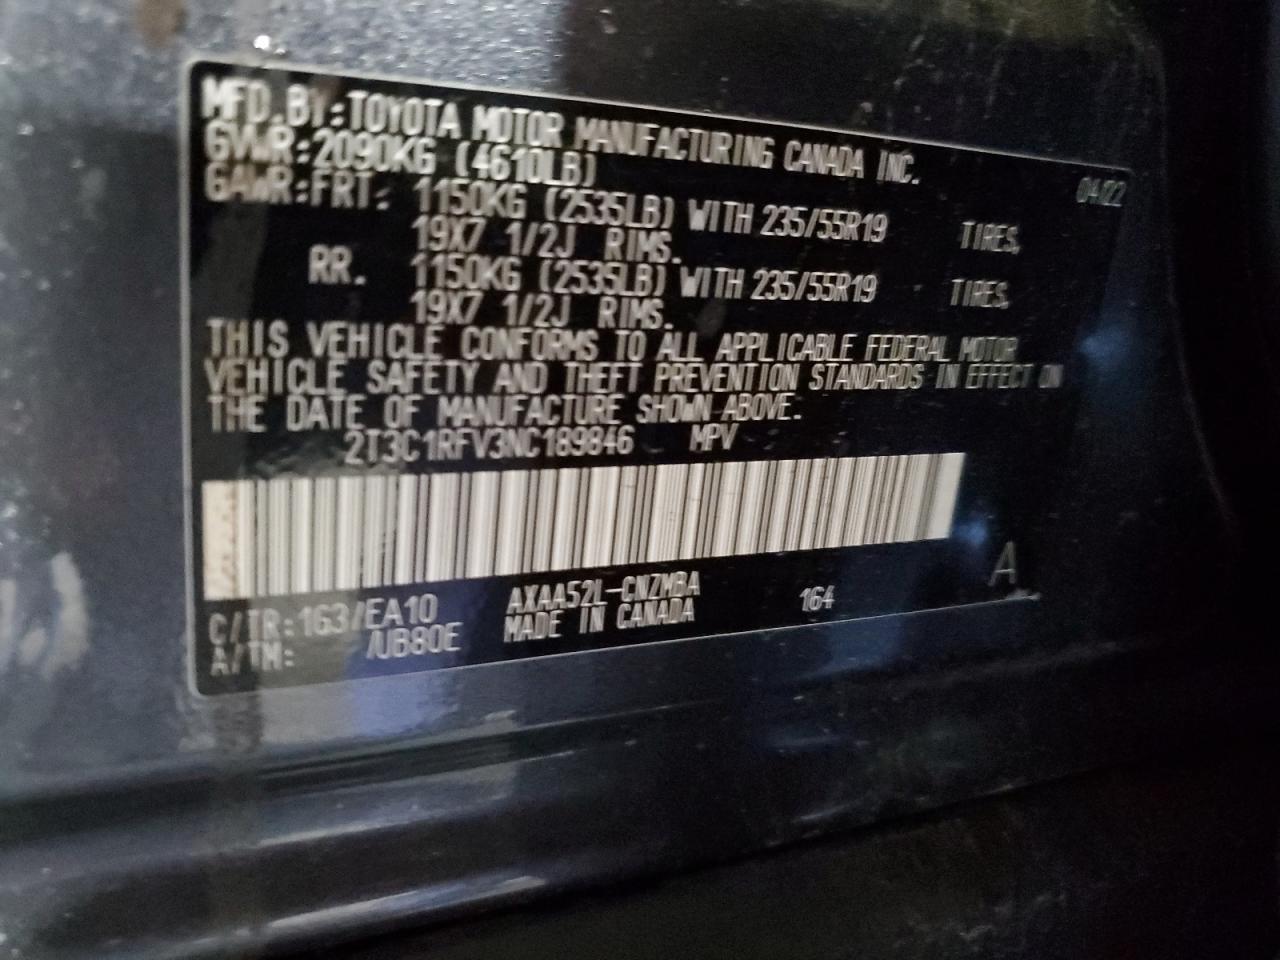 MFD.BY:TOYOTA MOTOR MANUFACTURING CANADA INC.
04/22
GVWR:2090KG (4610LB)
GAWR:FRT: 1150KG (2535LB) WITH 235/55R19 TIRES,
19X7 1/2J RIMS.
RR. 1150KG (2535LB) WITH 235/55R19 TIRES,
19X7 1/2J RIMS.
THIS VEHICLE CONFORMS TO ALL APPLICABLE FEDERAL MOTOR
VEHICLE SAFETY AND THEFT PREVENTION STANDARDS IN EFFECT ON
THE DATE OF MANUFACTURE SHOWN ABOVE.
2T3C1RFV3NC189846 MPV
A
C/TR:163/EA10 AXAA52L-CNZMBA 164
A/TM: /UB80E MADE IN CANADA